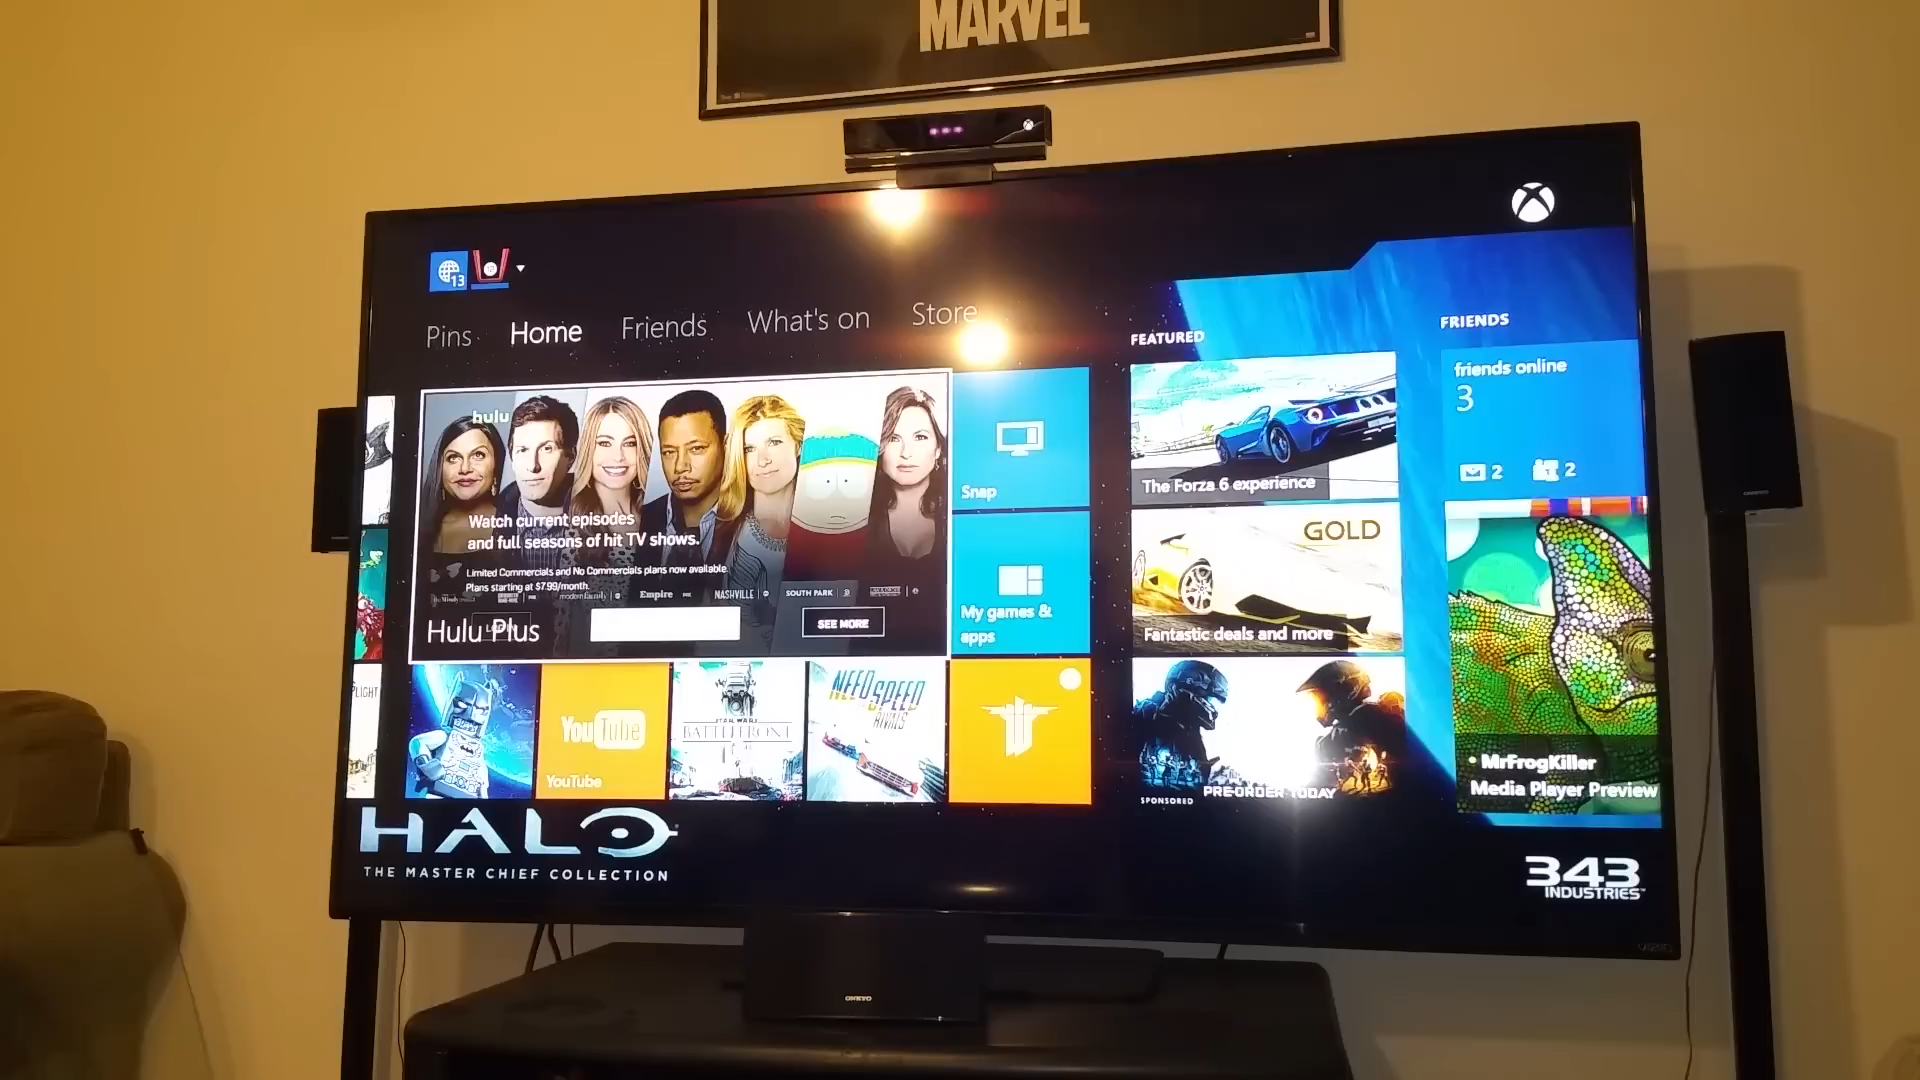 MARVEL
13
Pins
Home
Friends
What's on
Store
FEATURED
FRIENDS
hulu
Watch current episodes
and full seasons of hit TV shows.
Limited Commercials and No Commercials plans now available.
Plans starting at $7.99/month.
modern family
Empire
NASHVILLE
SOUTH PARK
SEE MORE
Hulu Plus
Snap
My games &
apps
The Forza 6 experience
GOLD
Fantastic deals and more
friends online
3
2
2
YouTube
YouTube
STAR WARS
BATTLEFRONT
NEED SPEED
RIVALS
SPONSORED
PRE-ORDER TODAY
• MrFrogKiller
Media Player Preview
HALO
THE MASTER CHIEF COLLECTION
343
INDUSTRIES
ONKYO